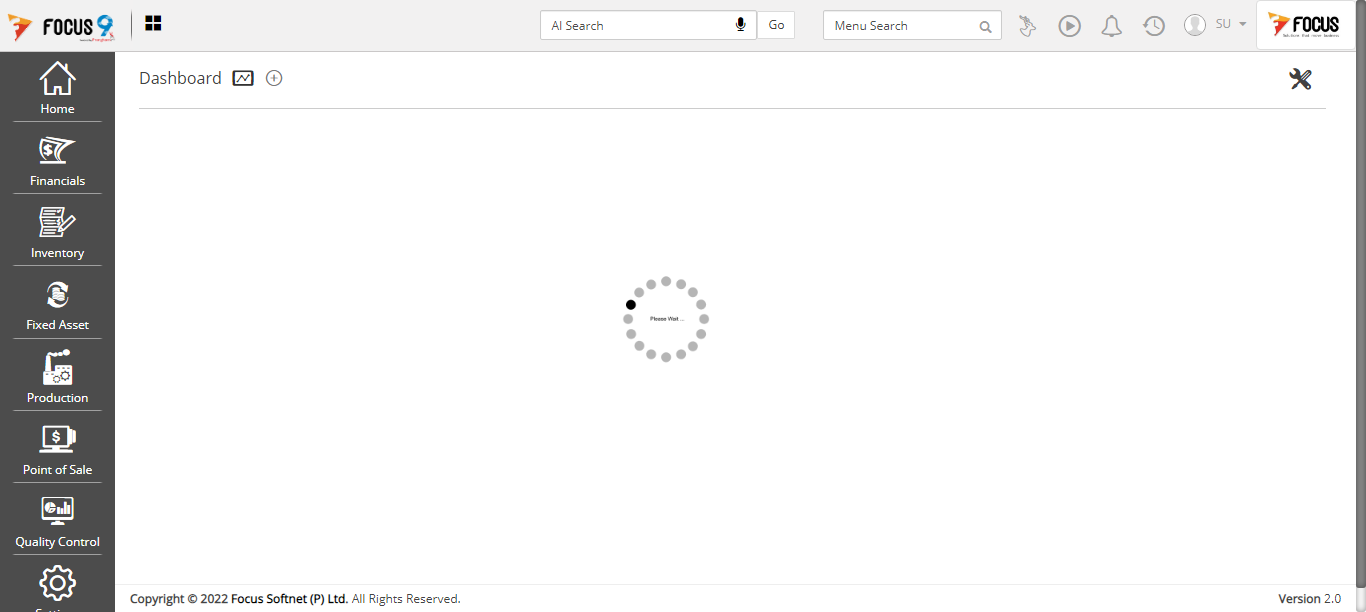 FOCUS 9
AI Search
Go
Menu Search
SU
FOCUS
Home
Financials
Inventory
Fixed Asset
Production
Point of Sale
Quality Control
Dashboard
Please Wait ...
Copyright © 2022 Focus Softnet (P) Ltd. All Rights Reserved.
Version 2.0